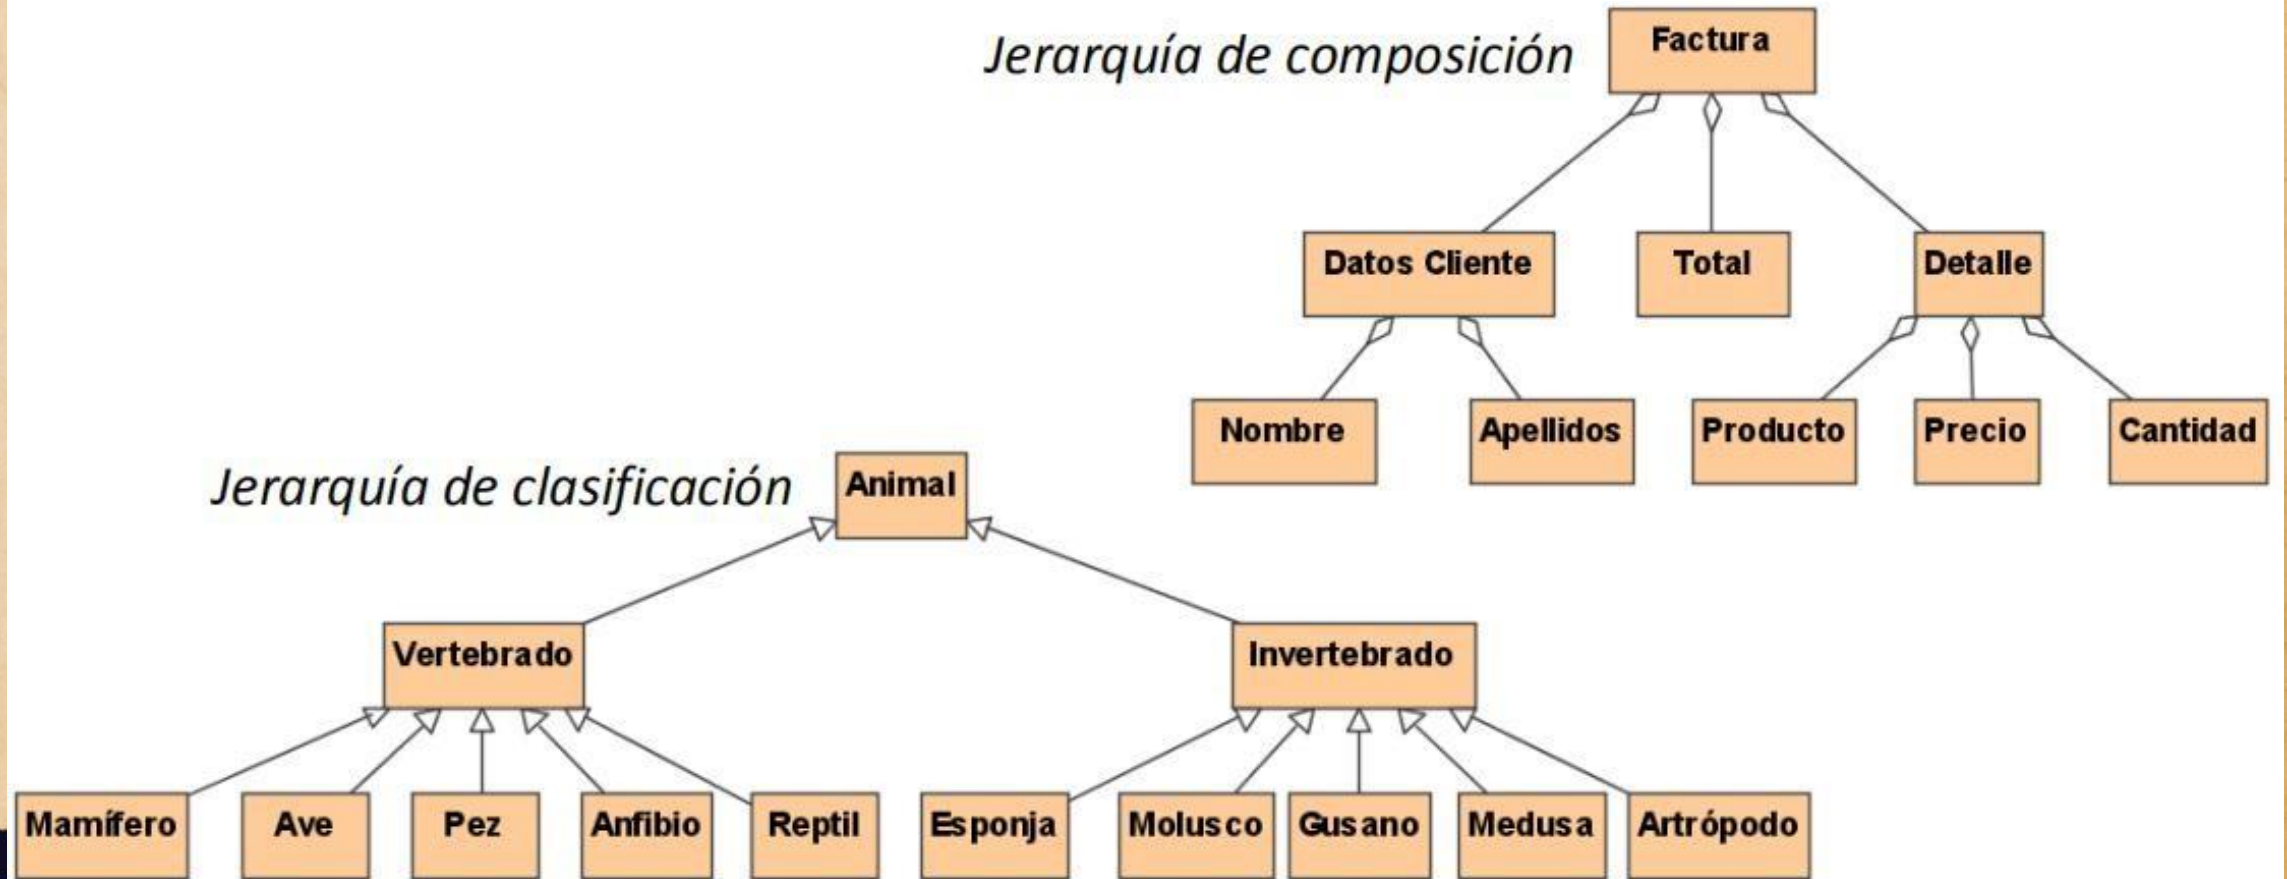 Jerarquía de composición
Factura
Datos Cliente
Total
Detalle
Nombre
Apellidos
Producto
Precio
Cantidad
Jerarquía de clasificación
Animal
Vertebrado
Invertebrado
Mamífero
Ave
Pez
Anfibio
Reptil
Esponja
Molusco
Gusano
Medusa
Artrópodo